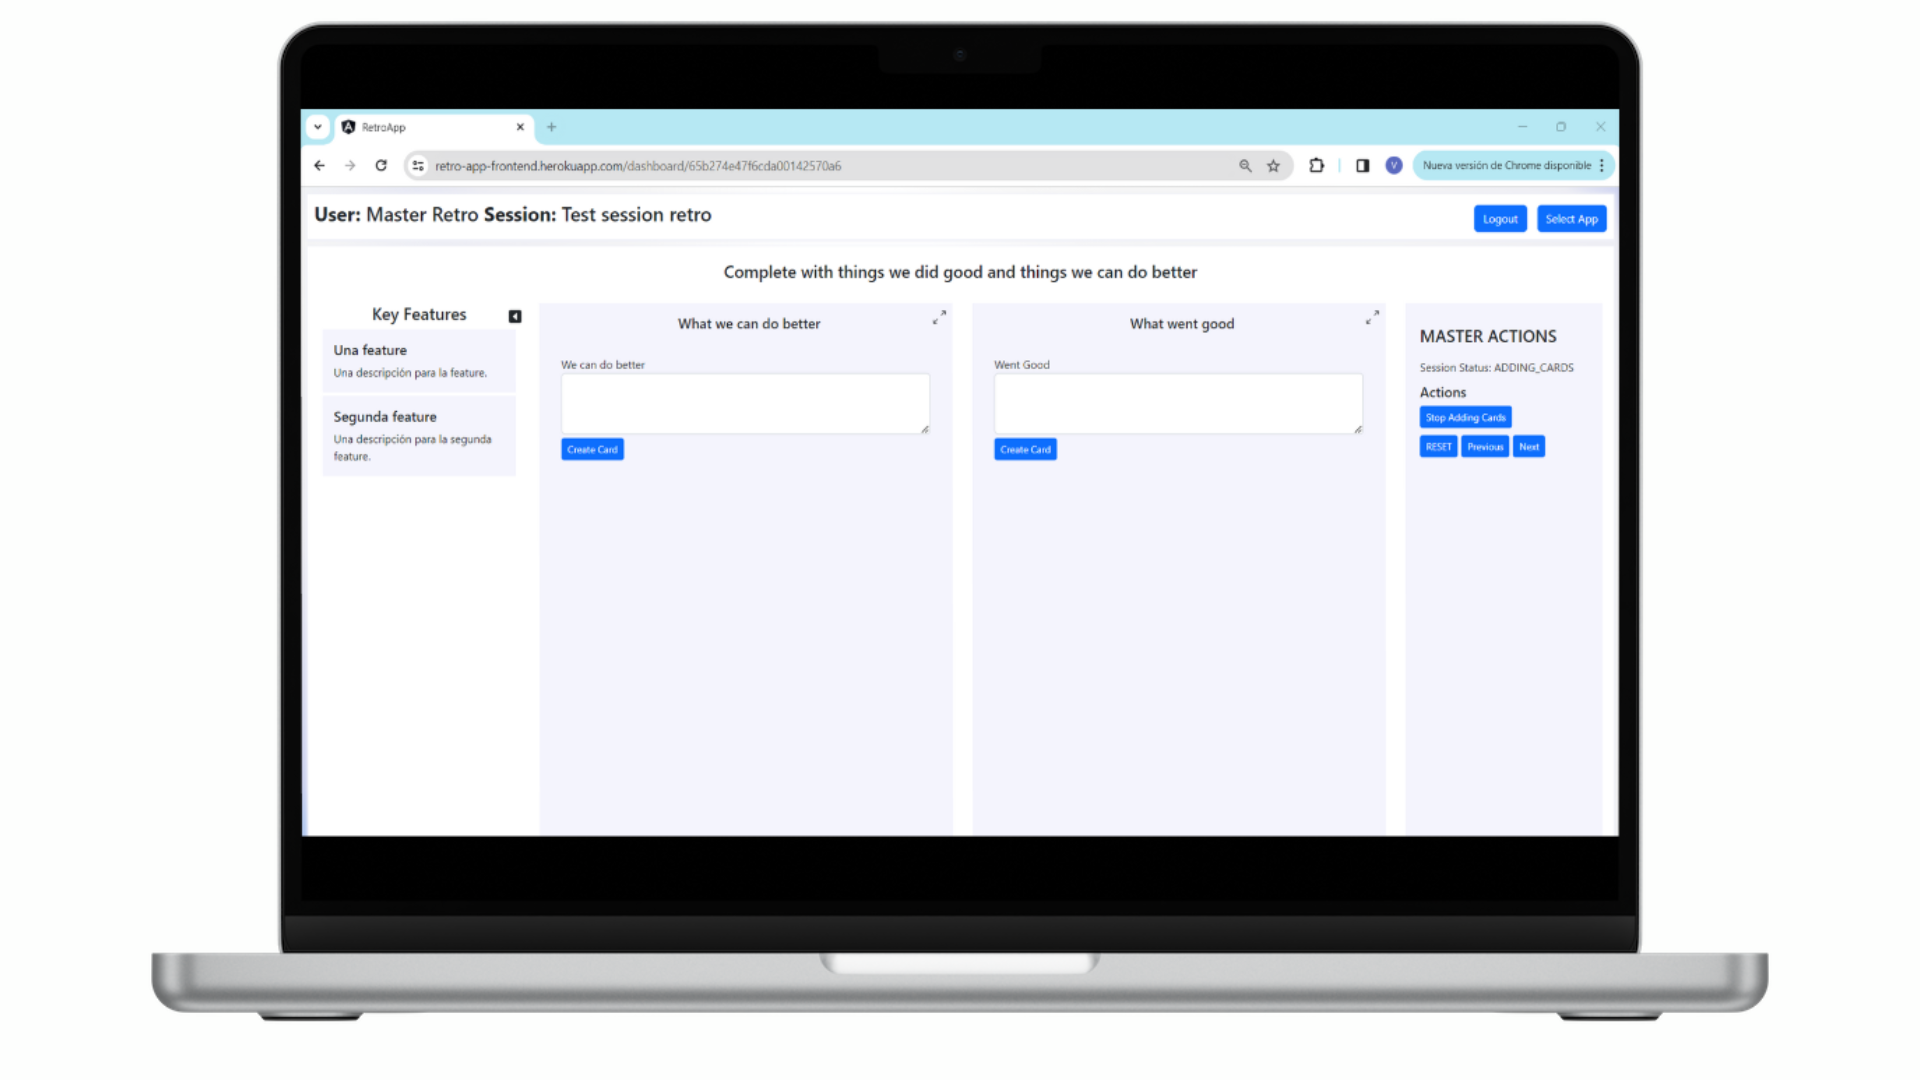 RetroApp
retro-app-frontend.herokuapp.com/dashboard/65b274e47f6cda00142570a6
V
Nueva versión de Chrome disponible
User: Master Retro Session: Test session retro
Logout
Select App
Complete with things we did good and things we can do better
Key Features
Una feature
Una descripción para la feature.
Segunda feature
Una descripción para la segunda
feature.
What we can do better
We can do better
Create Card
What went good
Went Good
Create Card
MASTER ACTIONS
Session Status: ADDING_CARDS
Actions
Stop Adding Cards
RESET Previous Next